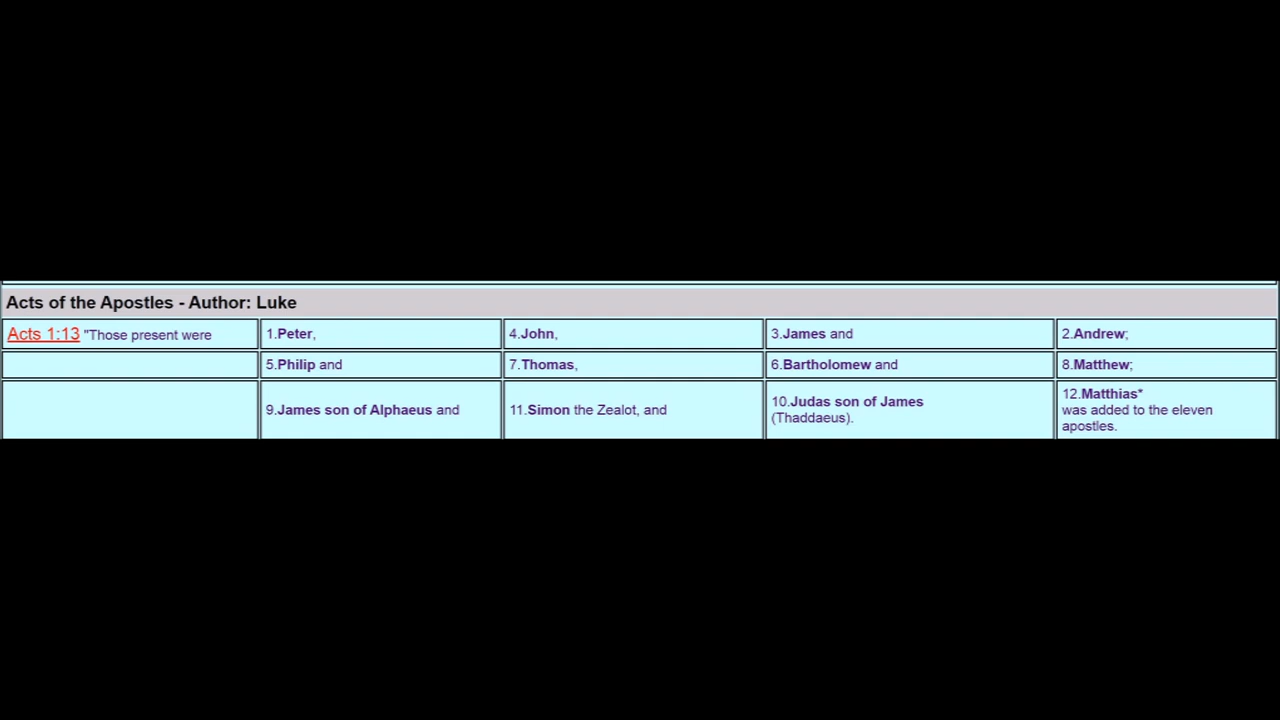 Acts of the Apostles - Author: Luke
Acts 1:13 "Those present were
1.Peter,
4.John,
3.James and
2.Andrew;
5.Philip and
7.Thomas,
6.Bartholomew and
8.Matthew;
9.James son of Alphaeus and
11.Simon the Zealot, and
10.Judas son of James
(Thaddaeus).
12.Matthias*
was added to the eleven
apostles.